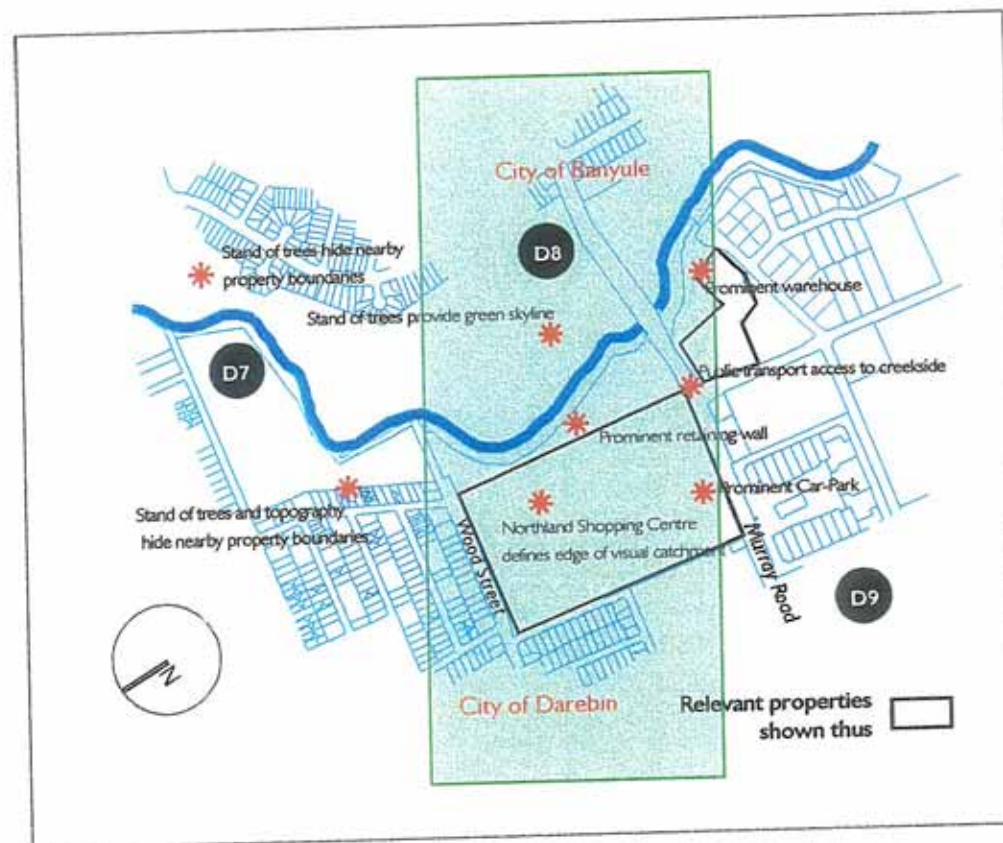 City of Banyule
D8
Stand of trees hide nearby
property boundaries
Prominent warehouse
Stand of trees provide green skyline
D7
Public transport access to creekside
Prominent retaining wall
Prominent Car-Park
Stand of trees and topography
hide nearby property boundaries
Northland Shopping Centre
defines edge of visual catchment
Wood Street
Murray Road
D9
N
City of Darebin
Relevant properties
shown thus